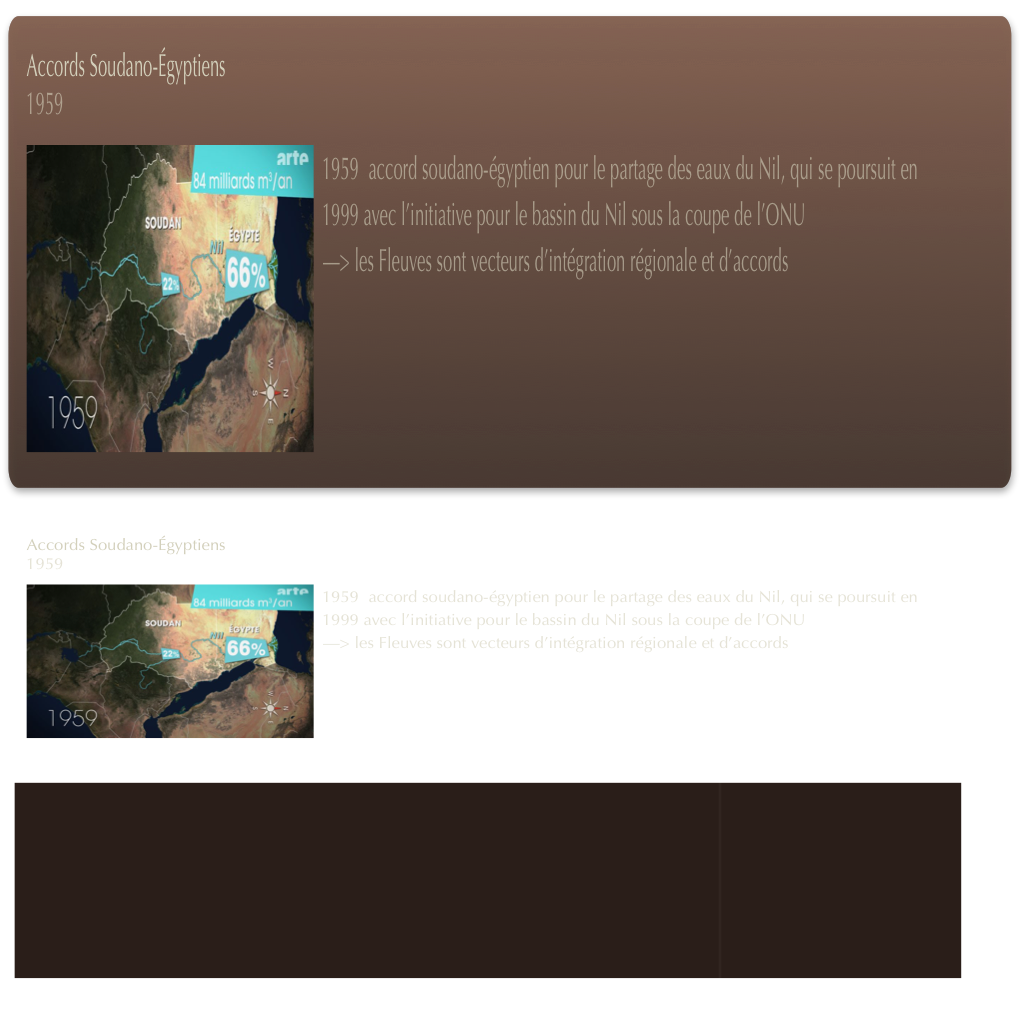 Accords Soudano-Égyptiens
1959
arte
84 milliards m³/an
SOUDAN
ÉGYPTE
Nil
22%
66%
W
S
N
E
1959
1959 accord soudano-égyptien pour le partage des eaux du Nil, qui se poursuit en
1999 avec l’initiative pour le bassin du Nil sous la coupe de l’ONU
—> les Fleuves sont vecteurs d’intégration régionale et d’accords
Accords Soudano-Égyptiens
1959
arte
84 milliards m³/an
SOUDAN
ÉGYPTE
Nil
22%
66%
W
S
N
1959
1959 accord soudano-égyptien pour le partage des eaux du Nil, qui se poursuit en
1999 avec l’initiative pour le bassin du Nil sous la coupe de l’ONU
—> les Fleuves sont vecteurs d’intégration régionale et d’accords